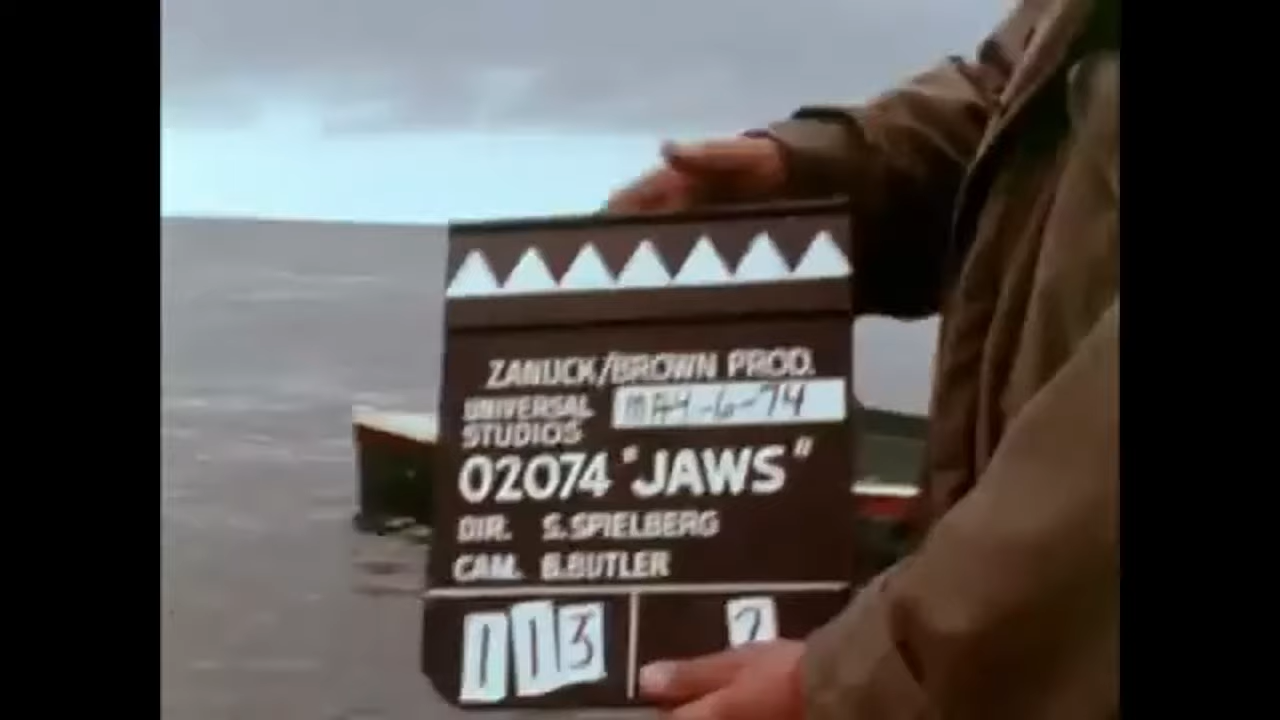 ZANUCK/BROWN PROD.
UNIVERSAL STUDIOS
MAY-6-74
02074 "JAWS"
DIR. S. SPIELBERG
CAM. B. BUTLER
113
2